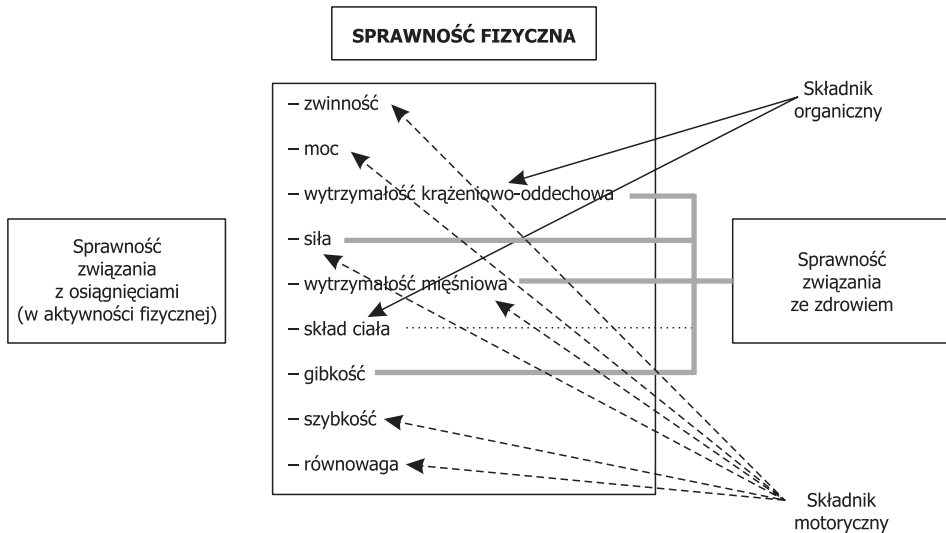 SPRAWNOŚĆ FIZYCZNA
– zwinność
– moc
– wytrzymałość krążeniowo-oddechowa
– siła
– wytrzymałość mięśniowa
– skład ciała
– gibkość
– szybkość
– równowaga
Składnik
organiczny
Sprawność
związania
z osiągnięciami
(w aktywności fizycznej)
Sprawność
związania
ze zdrowiem
Składnik
motoryczny